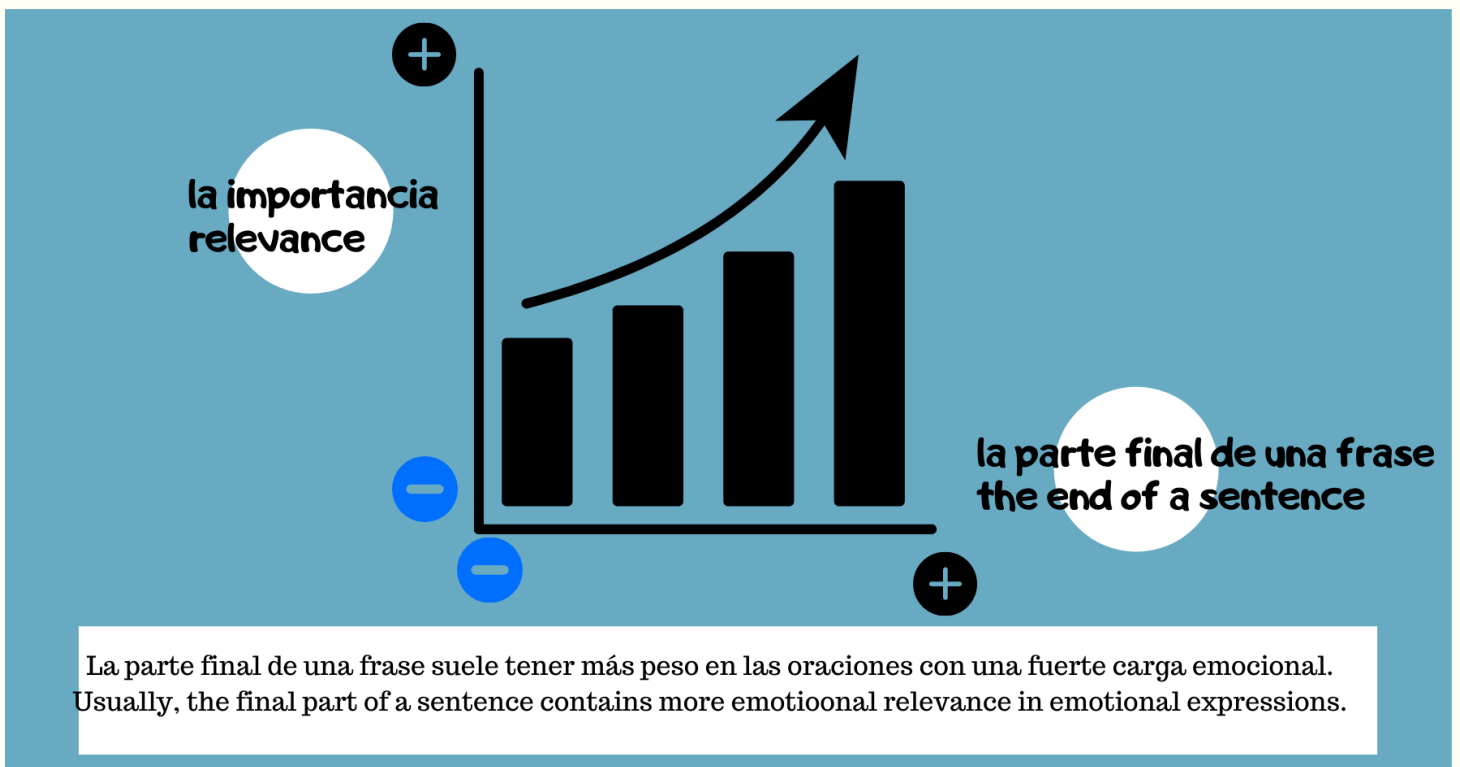 la importancia
relevance
la parte final de una frase
the end of a sentence
La parte final de una frase suele tener más peso en las oraciones con una fuerte carga emocional.
Usually, the final part of a sentence contains more emotioonal relevance in emotional expressions.